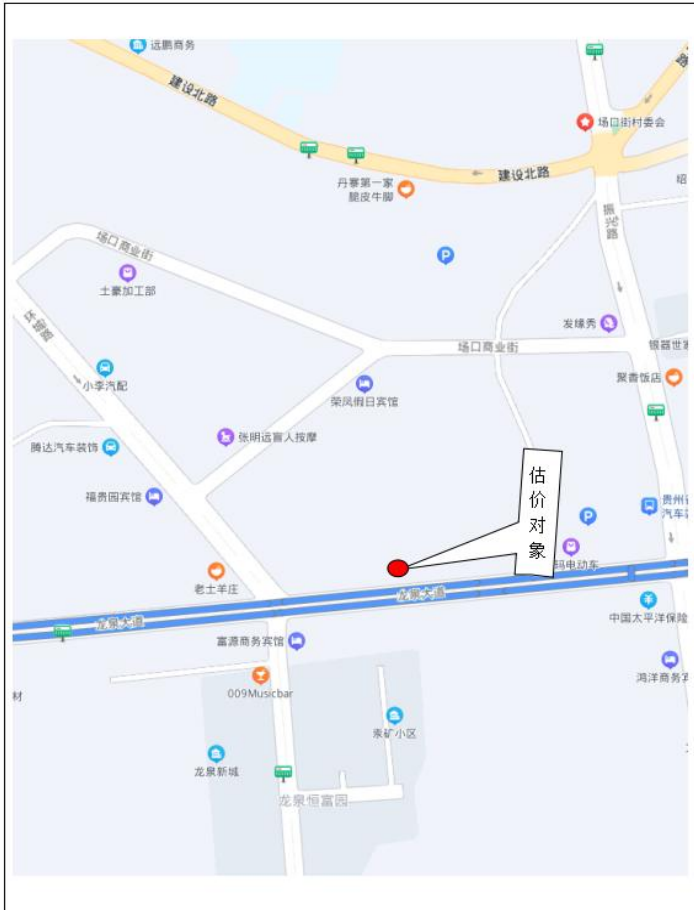 远鹏商务
建设北路
场口街村委会
建设北路
丹寨第一家
脆皮牛脚
场口商业街
土豪加工部
发缘秀
场口商业街
银器世家
小李汽配
聚香饭店
荣凤假日宾馆
腾达汽车装饰
张明远盲人按摩
估价对象
福贵园宾馆
贵州省
汽车
玛电动车
老土羊庄
龙泉大道
龙泉大道
中国太平洋保险
富源商务宾馆
鸿洋商务宾
材
009Musicbar
汞矿小区
龙泉新城
龙泉恒富园